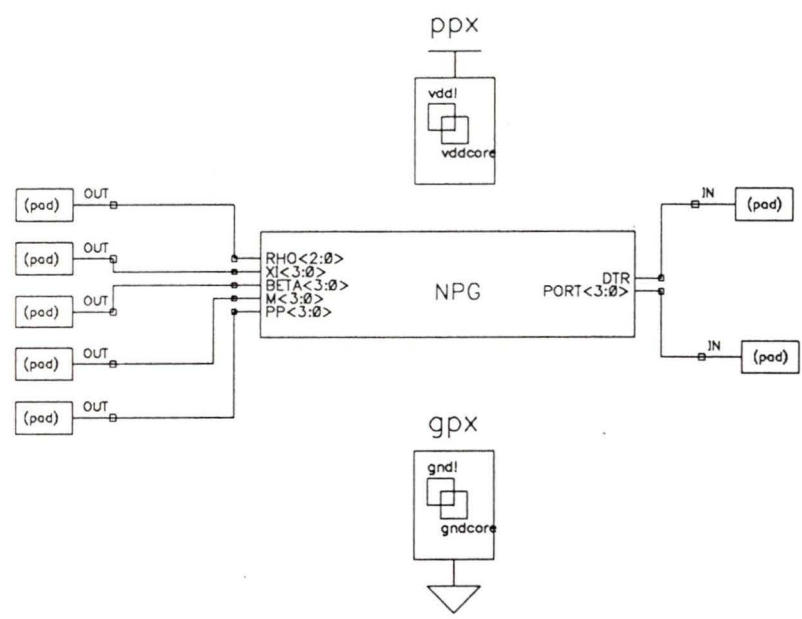 ppx
vdd!
vddcore
(pad) OUT
IN (pad)
(pad) OUT
RHO<2:0>
XI<3:0>
BETA<3:0>
M<3:0>
PP<3:0>
NPG
DTR
PORT<3:0>
(pad) OUT
(pad) OUT
IN (pad)
(pad) OUT
gpx
gnd!
gndcore